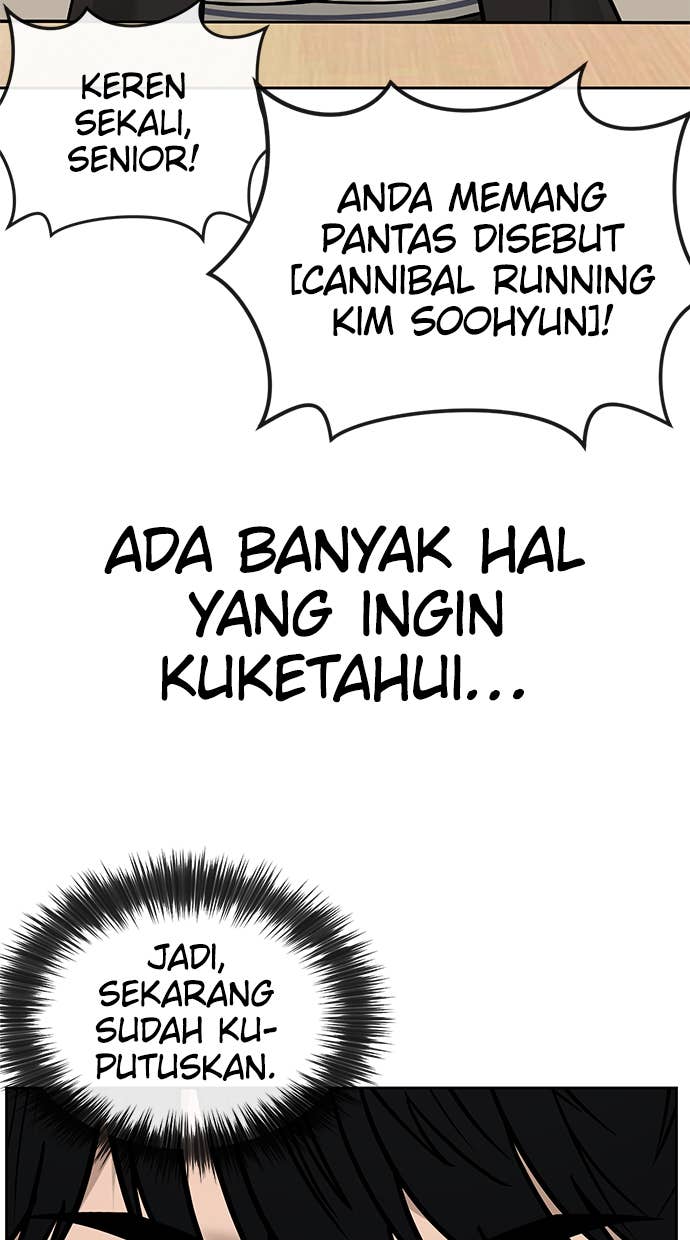 KEREN
SEKALI,
SENIOR!
ANDA MEMANG
PANTAS DISEBUT
[CANNIBAL RUNNING
KIM SOOHYUN]!
ADA BANYAK HAL
YANG INGIN
KUKETAHUI...
JADI,
SEKARANG
SUDAH KU-
PUTUSKAN.